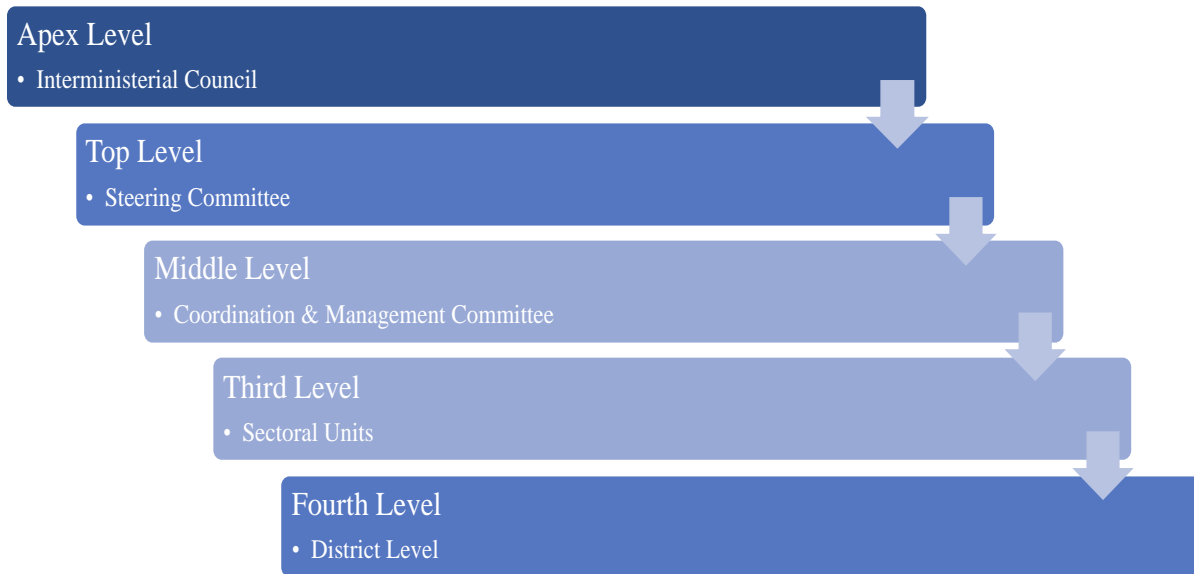 Apex Level
• Interministerial Council
Top Level
• Steering Committee
Middle Level
• Coordination & Management Committee
Third Level
• Sectoral Units
Fourth Level
• District Level